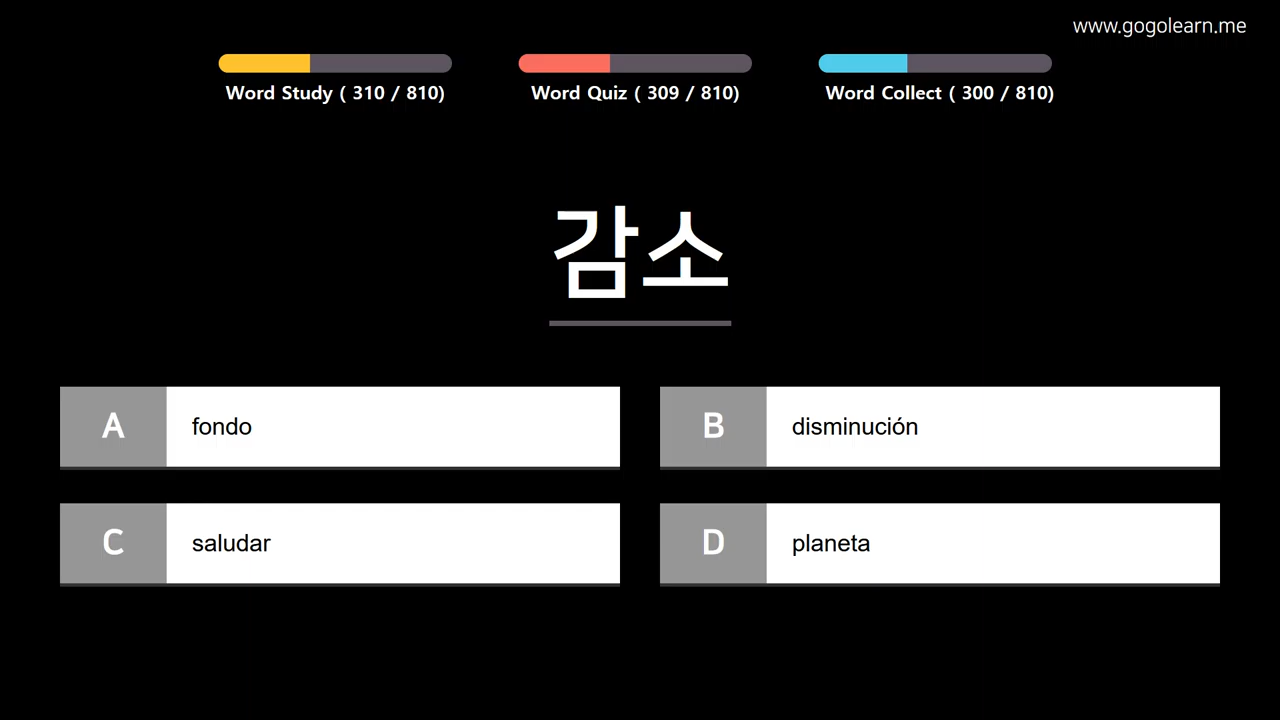 www.gogolearn.me
Word Study ( 310 / 810)
Word Quiz ( 309 / 810)
Word Collect ( 300 / 810)
감소
A fondo
B disminución
C saludar
D planeta